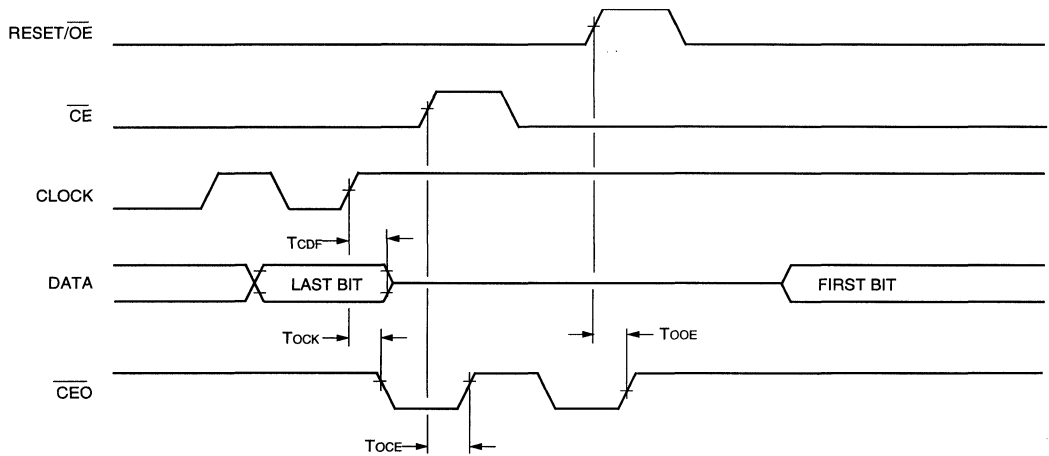 RESET/OE
CE
CLOCK
TCDF
DATA
LAST BIT
FIRST BIT
TOCK
TOOE
CEO
TOCE